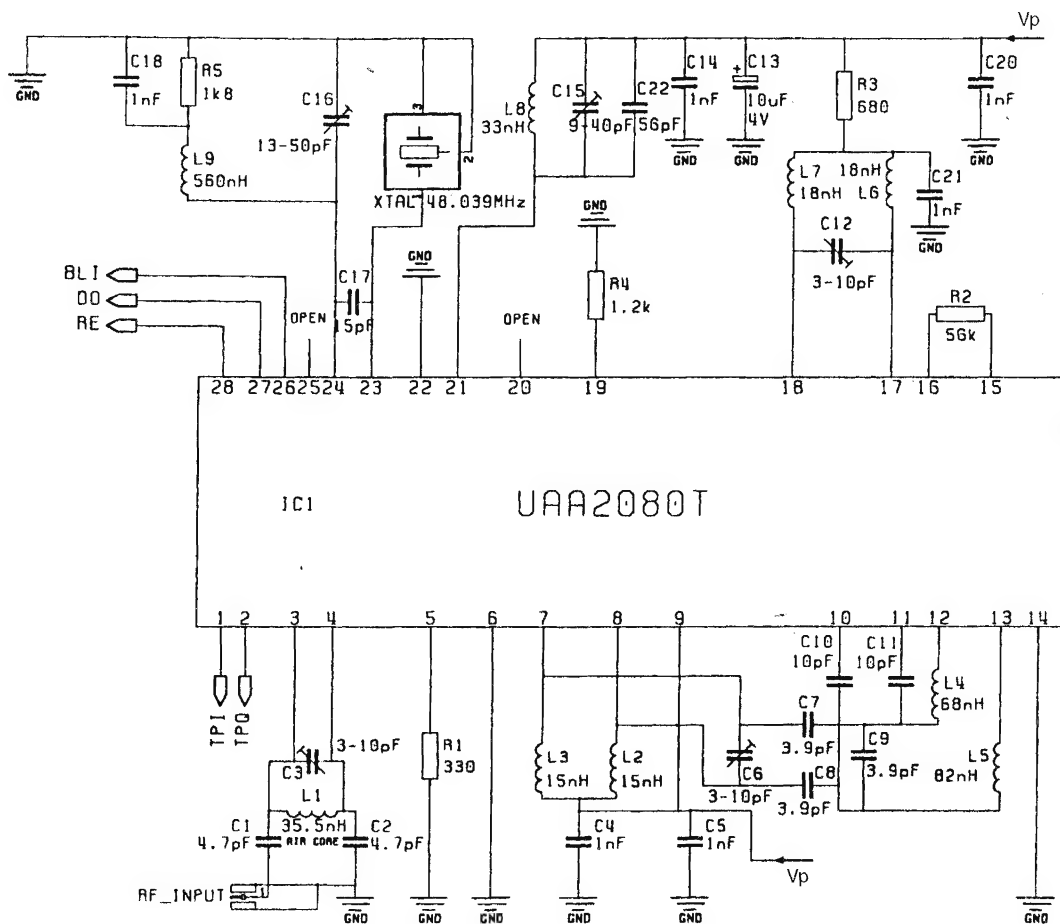 Vp
C18
1nF
GND
R5
1k8
C16
13-50pF
3
2
XTAL 48.039MHz
L9
560nH
L8
33nH
C15
9-40pF
C22
56pF
C14
1nF
GND
C13
+
10uF
4V
GND
R3
680
C20
1nF
GND
L7
18nH
18nH
L6
C21
1nF
GND
C12
3-10pF
BLI
DO
RE
OPEN
C17
15pF
GND
OPEN
GND
R4
1.2k
R2
56k
28
27
26
25
24
23
22
21
20
19
18
17
16
15
IC1
UAA2080T
1
2
3
4
5
6
7
8
9
10
11
12
13
14
TPI
TPQ
3-10pF
C3
L1
35.5nH
AIR CORE
C1
4.7pF
C2
4.7pF
RF_INPUT
1
GND
R1
330
GND
GND
L3
15nH
L2
15nH
C4
1nF
GND
C5
1nF
GND
Vp
C6
3-10pF
C7
3.9pF
C8
3.9pF
C9
3.9pF
C10
10pF
C11
10pF
L4
68nH
L5
82nH
GND